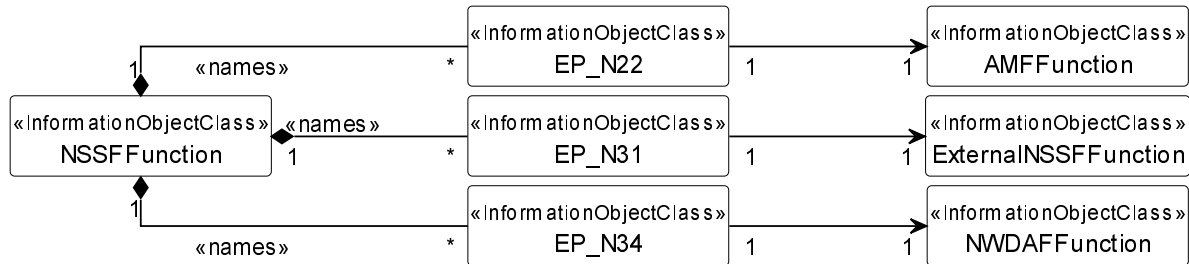 «InformationObjectClass»
EP_N22
«InformationObjectClass»
AMFFunction
1
«names»
*
1
1
«InformationObjectClass»
NSSFFunction
«names»
1
*
«InformationObjectClass»
EP_N31
1
1
«InformationObjectClass»
ExternalNSSFFunction
1
«names»
*
«InformationObjectClass»
EP_N34
1
1
«InformationObjectClass»
NWDAFFunction